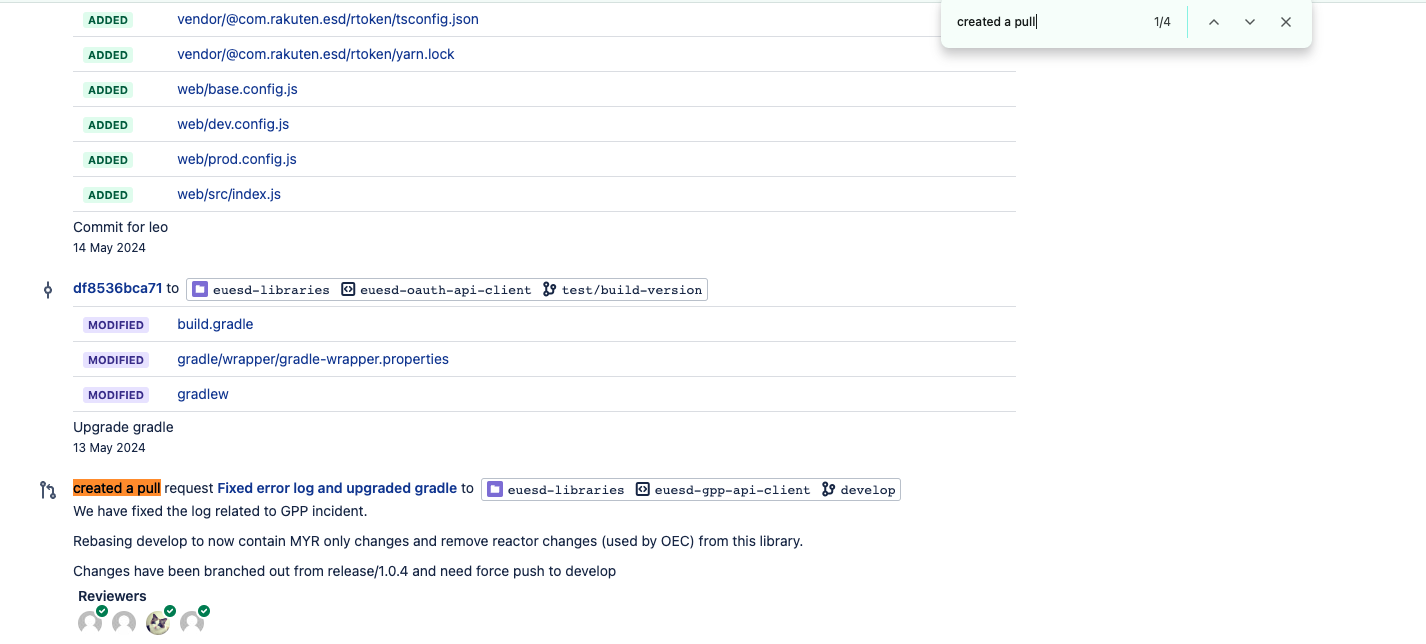 created a pull 1/4
ADDED vendor/@com.rakuten.esd/rtoken/tsconfig.json
ADDED vendor/@com.rakuten.esd/rtoken/yarn.lock
ADDED web/base.config.js
ADDED web/dev.config.js
ADDED web/prod.config.js
ADDED web/src/index.js
Commit for leo
14 May 2024
df8536bca71 to euesd-libraries euesd-oauth-api-client test/build-version
MODIFIED build.gradle
MODIFIED gradle/wrapper/gradle-wrapper.properties
MODIFIED gradlew
Upgrade gradle
13 May 2024
created a pull request Fixed error log and upgraded gradle to euesd-libraries euesd-gpp-api-client develop
We have fixed the log related to GPP incident.
Rebasing develop to now contain MYR only changes and remove reactor changes (used by OEC) from this library.
Changes have been branched out from release/1.0.4 and need force push to develop
Reviewers